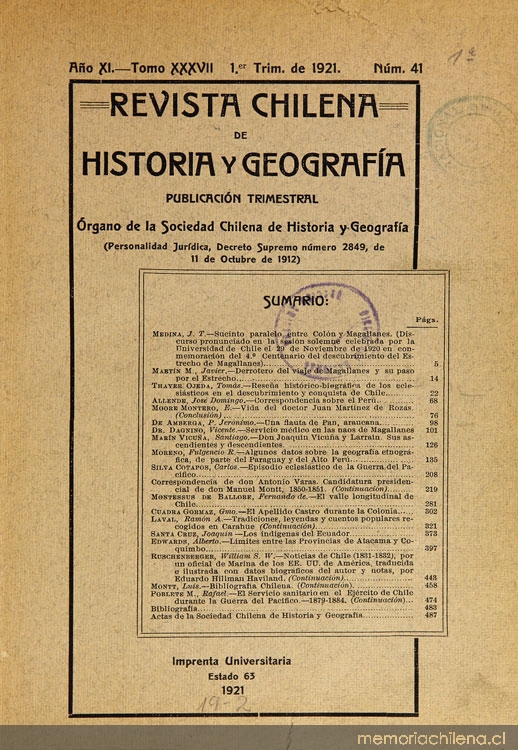 Año XI.—Tomo XXXVII 1.er Trim. de 1921. Núm. 41
REVISTA CHILENA
DE
HISTORIA Y GEOGRAFÍA
PUBLICACIÓN TRIMESTRAL
Órgano de la Sociedad Chilena de Historia y Geografía
(Personalidad Jurídica, Decreto Supremo número 2849, de
11 de Octubre de 1912)
SUMARIO:
Págs.
MEDINA, J. T.—Sucinto paralelo entre Colón y Magallanes. (Dis-
curso pronunciado en la sesión solemne celebrada por la
Universidad de Chile el 29 de Noviembre de 1920 en con-
memoración del 4.º Centenario del descubrimiento del Es-
trecho de Magallanes) 5
MARTÍN M., Javier.—Derrotero del viaje de Magallanes y su paso
por el Estrecho 14
THAYER OJEDA, Tomás.—Reseña histórico-biográfica de los ecle-
siásticos en el descubrimiento y conquista de Chile 22
ALLENDE, José Domingo.—Correspondencia sobre el Perú 68
MOORE MONTERO, E.—Vida del doctor Juan Martínez de Rozas.
(Conclusión) 76
DE AMBERGA, P. Jerónimo.—Una flauta de Pan, araucana 98
DR. DAGNINO, Vicente.—Servicio médico en las naos de Magallanes 101
MARÍN VICUÑA, Santiago.—Don Joaquín Vicuña y Larraín. Sus as-
cendientes y descendientes 126
MORENO, Fulgencio R.—Algunos datos sobre la geografía etnográ-
fica, de parte del Paraguay y del Alto Perú 135
SILVA COTAPOS, Carlos.—Episodio eclesiástico de la Guerra del Pa-
cífico 208
Correspondencia de don Antonio Varas. Candidatura presiden-
cial de don Manuel Montt, 1850-1851. (Continuación) 219
MONTESSUS DE BALLORE, Fernando de.—El valle longitudinal de
Chile 281
CUADRA GORMAZ, Gmo.—El Apellido Castro durante la Colonia 302
LAVAL, Ramón A.—Tradiciones, leyendas y cuentos populares re-
cogidos en Carahue (Continuación) 321
SANTA CRUZ, Joaquín—Los indígenas del Ecuador 373
EDWARDS, Alberto.—Límites entre las Provincias de Atacama y Co-
quimbo 397
RUSCHENBERGER, William S. W.—Noticias de Chile (1831-1832), por
un oficial de Marina de los EE. UU. de América, traducida
e ilustrada con datos biográficos del autor y notas, por
Eduardo Hillman Haviland. (Continuación) 443
MONTT, Luis.—Bibliografía Chilena. (Continuación) 458
POBLETE M., Rafael.—El Servicio sanitario en el Ejército de Chile
durante la Guerra del Pacífico.—1879-1884. (Continuación) 474
Bibliografía 483
Actas de la Sociedad Chilena de Historia y Geografía 487
Imprenta Universitaria
Estado 63
1921
19-2
memoriachilena.cl